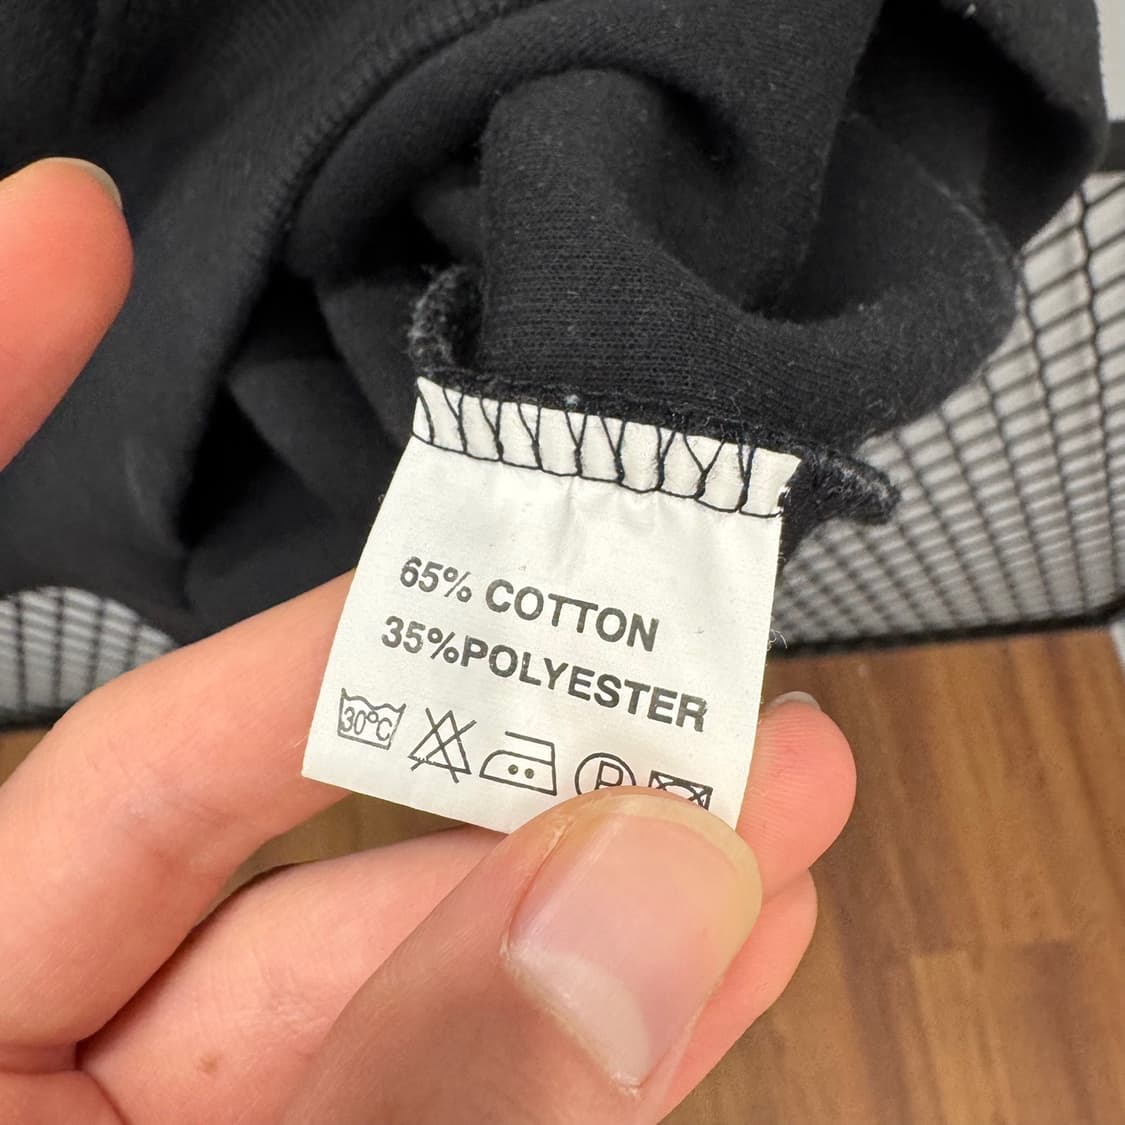 65% COTTON
35%POLYESTER
30°C P